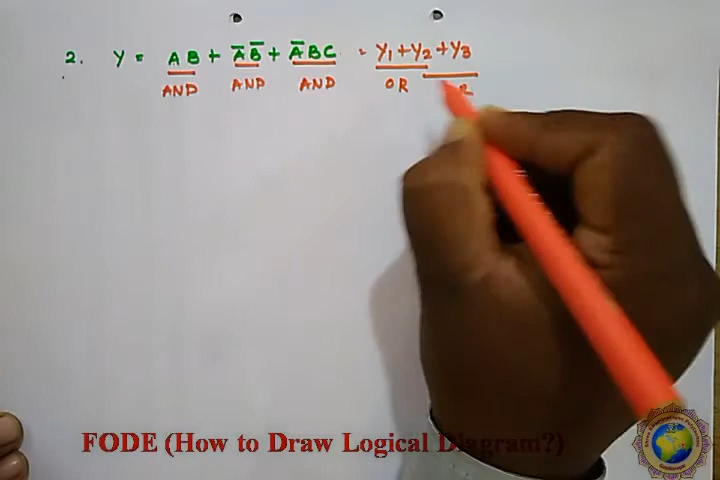 2. Y = AB + A̅B̅ + A̅BC = Y1 + Y2 + Y3
AND AND AND OR R
FODE (How to Draw Logical Diagram?)